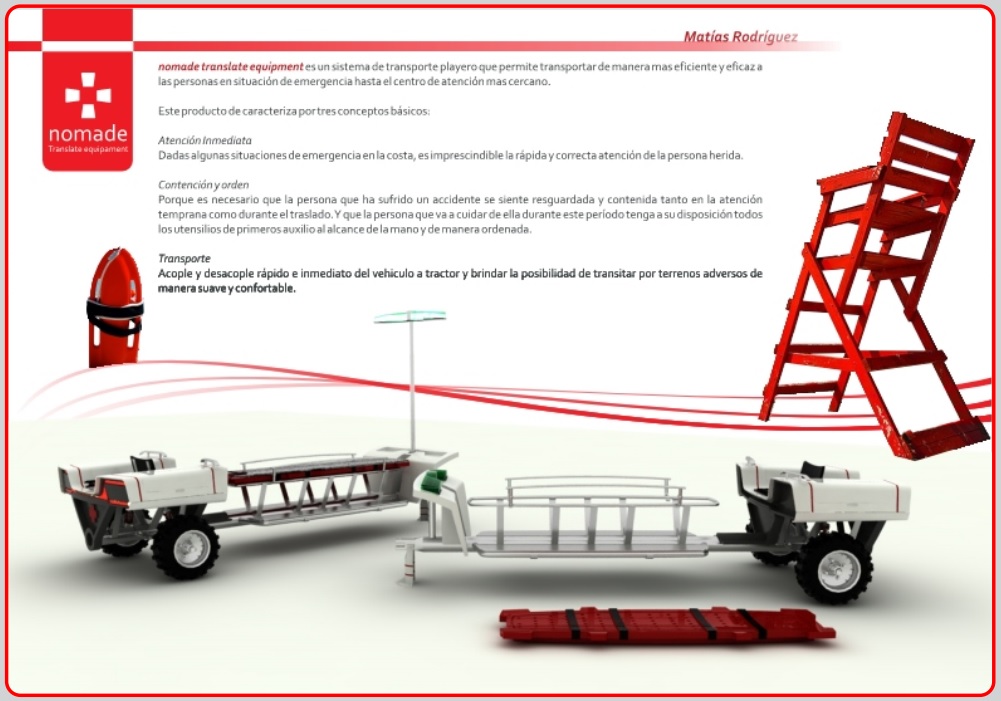 Matías Rodríguez
nomade translate equipment es un sistema de transporte playero que permite transportar de manera mas eficiente y eficaz a
las personas en situación de emergencia hasta el centro de atención mas cercano.
Este producto de caracteriza por tres conceptos básicos:
nomade
Translate equipament
Atención Inmediata
Dadas algunas situaciones de emergencia en la costa, es imprescindible la rápida y correcta atención de la persona herida.
Contención y orden
Porque es necesario que la persona que ha sufrido un accidente se siente resguardada y contenida tanto en la atención
temprana como durante el traslado. Y que la persona que va a cuidar de ella durante este período tenga a su disposición todos
los utensilios de primeros auxilio al alcance de la mano y de manera ordenada.
Transporte
Acople y desacople rápido e inmediato del vehiculo a tractor y brindar la posibilidad de transitar por terrenos adversos de
manera suave y confortable.